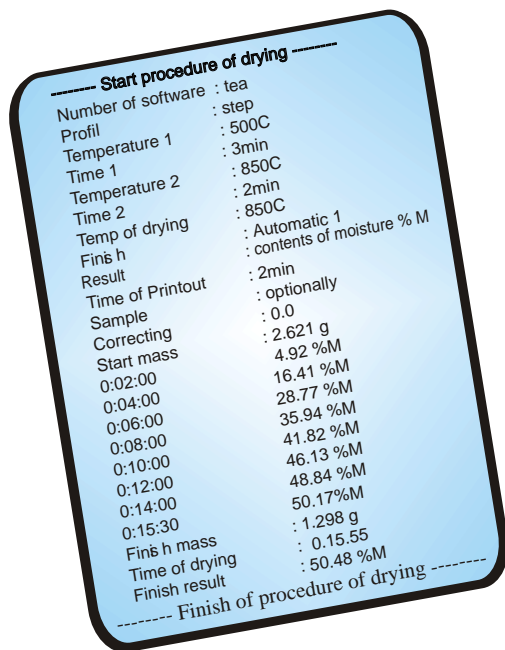 -------- Start procedure of drying --------
Number of software : tea
Profil : step
Temperature 1 : 500C
Time 1 : 3min
Temperature 2 : 850C
Time 2 : 2min
Temp of drying : 850C
Finish : Automatic 1
Result : contents of moisture % M
Time of Printout : 2min
Sample : optionally
Correcting : 0.0
Start mass : 2.621 g
0:02:00 4.92 %M
0:04:00 16.41 %M
0:06:00 28.77 %M
0:08:00 35.94 %M
0:10:00 41.82 %M
0:12:00 46.13 %M
0:14:00 48.84 %M
0:15:30 50.17%M
Finish mass : 1.298 g
Time of drying : 0.15.55
Finish result : 50.48 %M
-------- Finish of procedure of drying --------